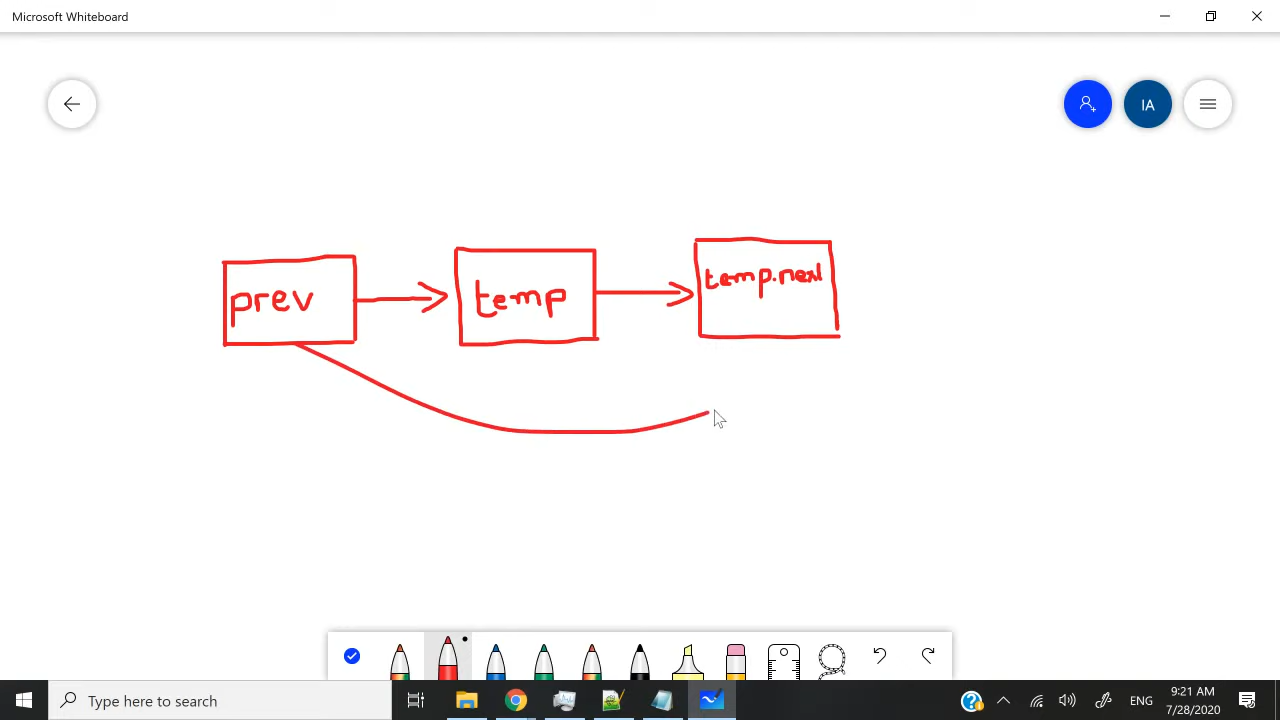 Microsoft Whiteboard
IA
prev
temp
temp.next
Type here to search
ENG
9:21 AM
7/28/2020